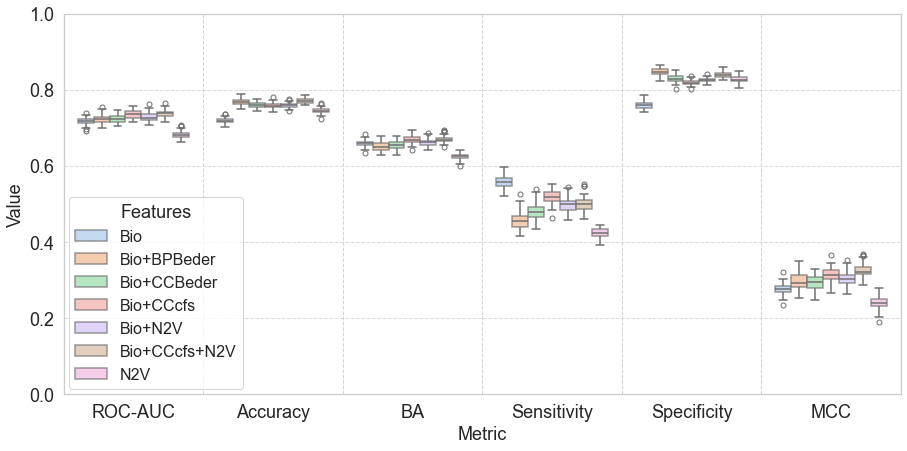 1.0
0.8
0.6
0.4
0.2
0.0
Value
Features
Bio
Bio+BPBeder
Bio+CCBeder
Bio+CCcfs
Bio+N2V
Bio+CCcfs+N2V
N2V
ROC-AUC
Accuracy
BA
Sensitivity
Specificity
MCC
Metric